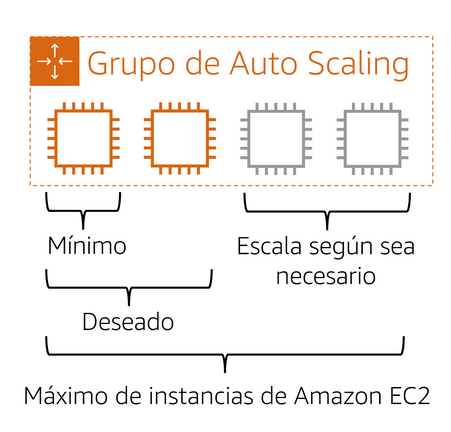 Grupo de Auto Scaling
Mínimo
Escala según sea
necesario
Deseado
Máximo de instancias de Amazon EC2